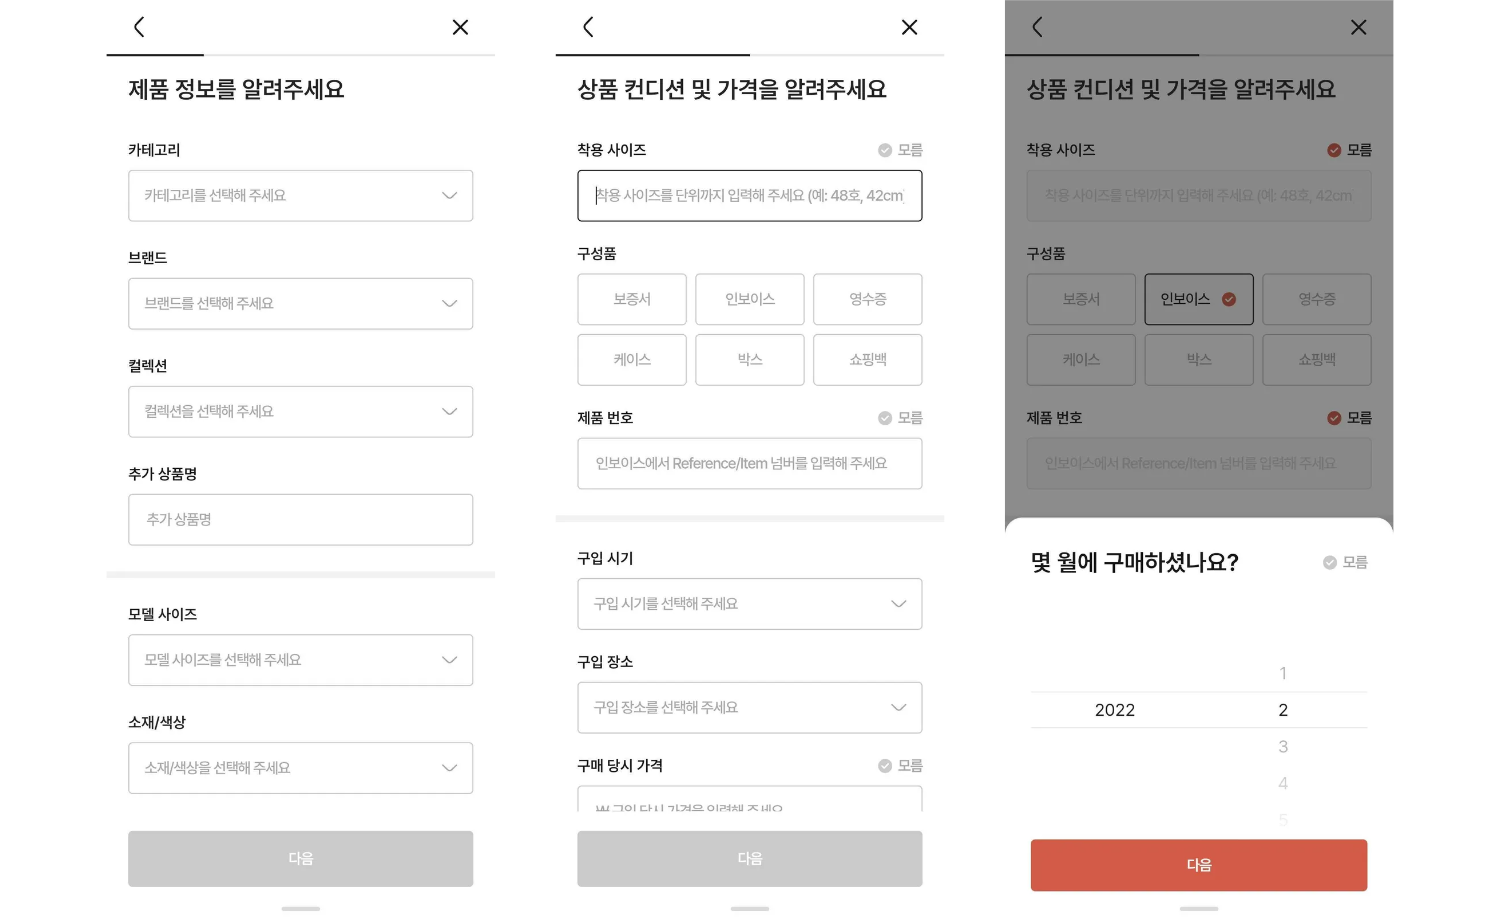 제품 정보를 알려주세요
카테고리
카테고리를 선택해 주세요
브랜드
브랜드를 선택해 주세요
컬렉션
컬렉션을 선택해 주세요
추가 상품명
추가 상품명
모델 사이즈
모델 사이즈를 선택해 주세요
소재/색상
소재/색상을 선택해 주세요
다음
상품 컨디션 및 가격을 알려주세요
착용 사이즈
모름
착용 사이즈를 단위까지 입력해 주세요 (예: 48호, 42cm
구성품
보증서 인보이스 영수증
케이스 박스 쇼핑백
제품 번호
모름
인보이스에서 Reference/Item 넘버를 입력해 주세요
구입 시기
구입 시기를 선택해 주세요
구입 장소
구입 장소를 선택해 주세요
구매 당시 가격
모름
₩ 구입 당시 가격을 입력해 주세요
다음
상품 컨디션 및 가격을 알려주세요
착용 사이즈
모름
착용 사이즈를 단위까지 입력해 주세요 (예: 48호, 42cm
구성품
보증서 인보이스 영수증
케이스 박스 쇼핑백
제품 번호
모름
인보이스에서 Reference/Item 넘버를 입력해 주세요
몇 월에 구매하셨나요?
모름
1
2022 2
3
4
5
다음